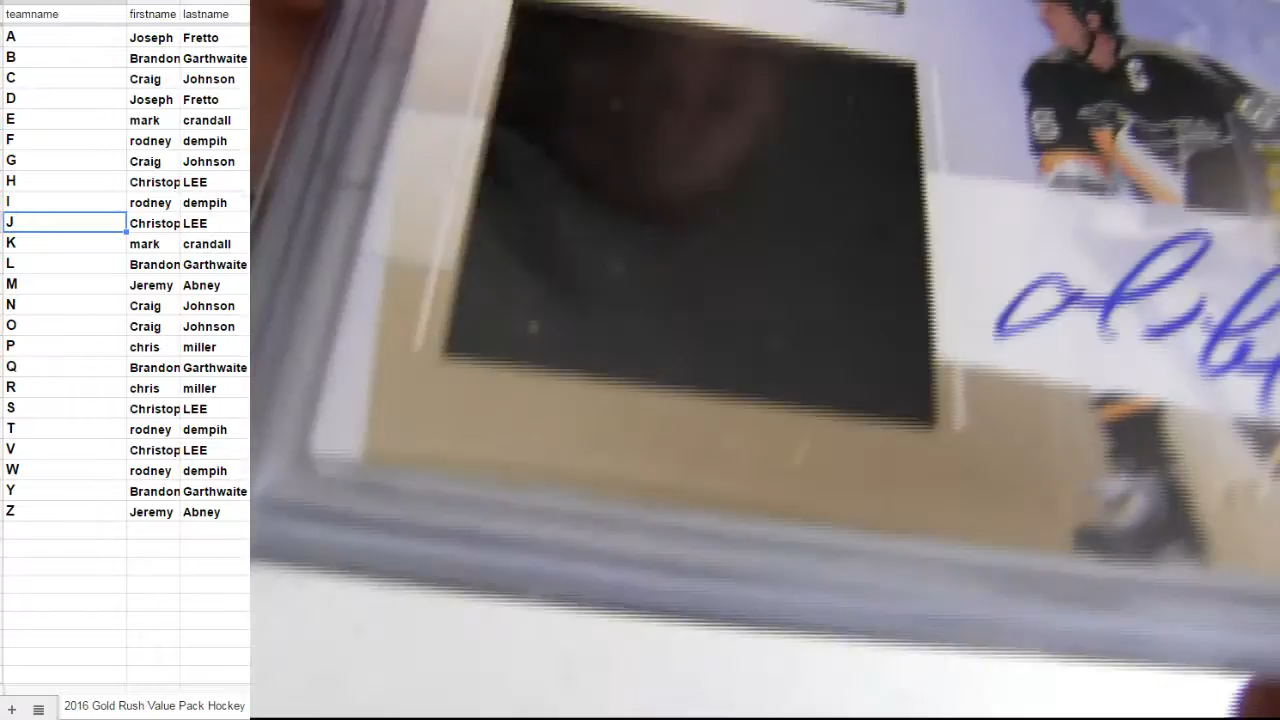 teamname firstname lastname
A Joseph Fretto
B Brandon Garthwaite
C Craig Johnson
D Joseph Fretto
E mark crandall
F rodney dempih
G Craig Johnson
H Christop LEE
I rodney dempih
J Christop LEE
K mark crandall
L Brandon Garthwaite
M Jeremy Abney
N Craig Johnson
O Craig Johnson
P chris miller
Q Brandon Garthwaite
R chris miller
S Christop LEE
T rodney dempih
V Christop LEE
W rodney dempih
Y Brandon Garthwaite
Z Jeremy Abney
+ 2016 Gold Rush Value Pack Hockey